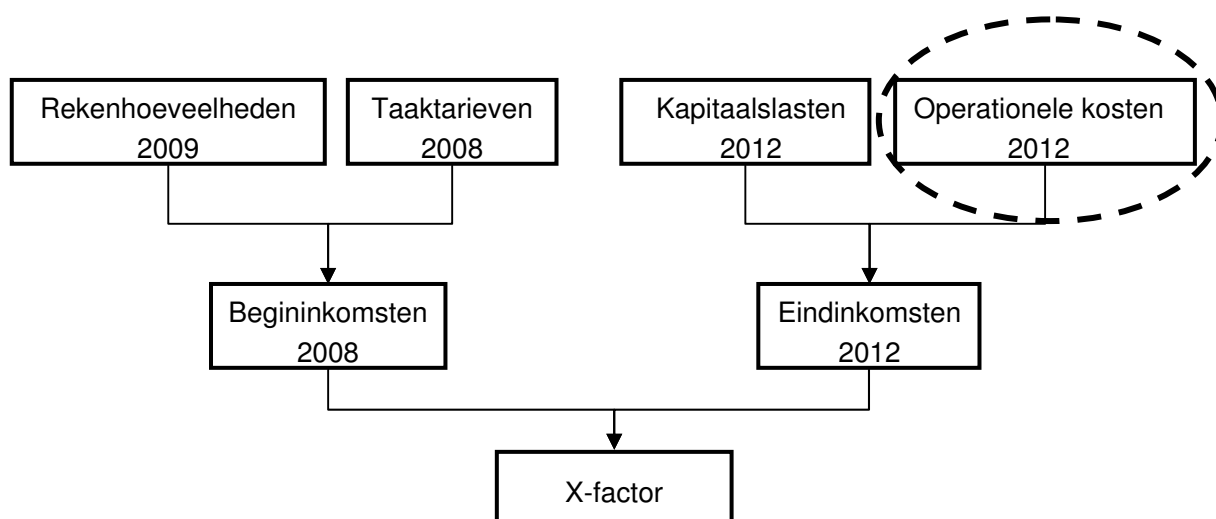 Rekenhoeveelheden
2009
Taaktarieven
2008
Kapitaalslasten
2012
Operationele kosten
2012
Begininkomsten
2008
Eindinkomsten
2012
X-factor